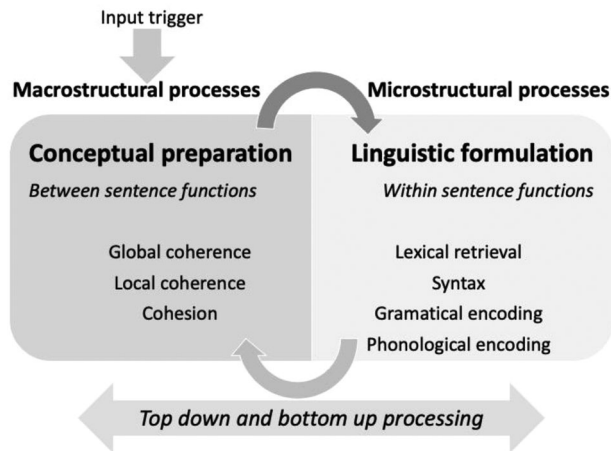 Input trigger
Macrostructural processes
Microstructural processes
Conceptual preparation
Between sentence functions
Global coherence
Local coherence
Cohesion
Linguistic formulation
Within sentence functions
Lexical retrieval
Syntax
Gramatical encoding
Phonological encoding
Top down and bottom up processing